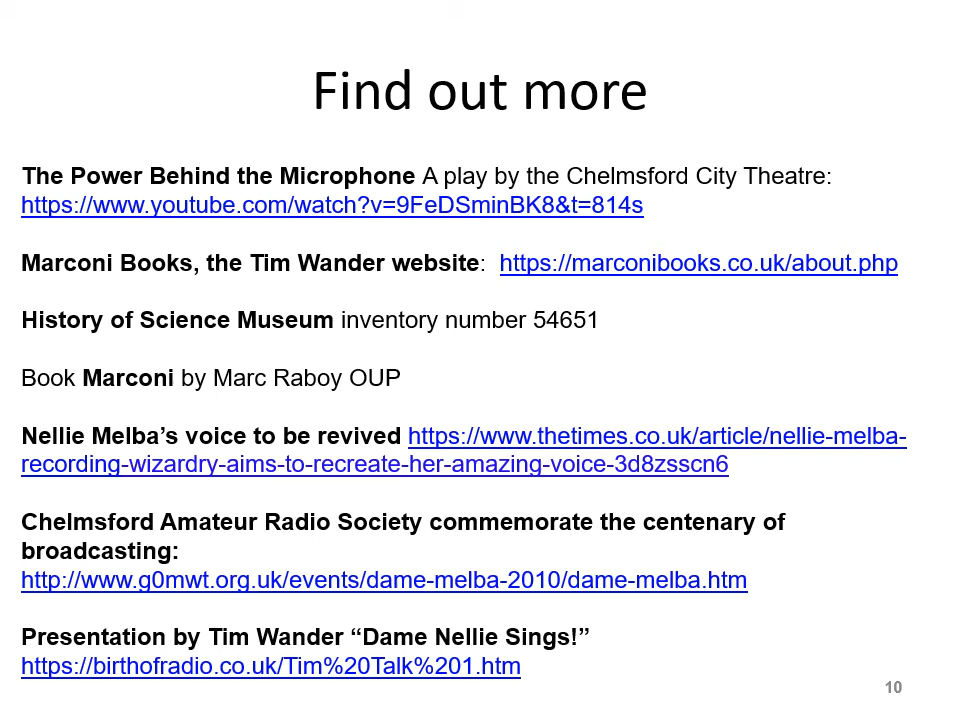 Find out more
The Power Behind the Microphone A play by the Chelmsford City Theatre:
https://www.youtube.com/watch?v=9FeDSminBK8&t=814s
Marconi Books, the Tim Wander website:  https://marconibooks.co.uk/about.php
History of Science Museum inventory number 54651
Book Marconi by Marc Raboy OUP
Nellie Melba’s voice to be revived https://www.thetimes.co.uk/article/nellie-melba-
recording-wizardry-aims-to-recreate-her-amazing-voice-3d8zsscn6
Chelmsford Amateur Radio Society commemorate the centenary of
broadcasting:
http://www.g0mwt.org.uk/events/dame-melba-2010/dame-melba.htm
Presentation by Tim Wander “Dame Nellie Sings!”
https://birthofradio.co.uk/Tim%20Talk%201.htm
10